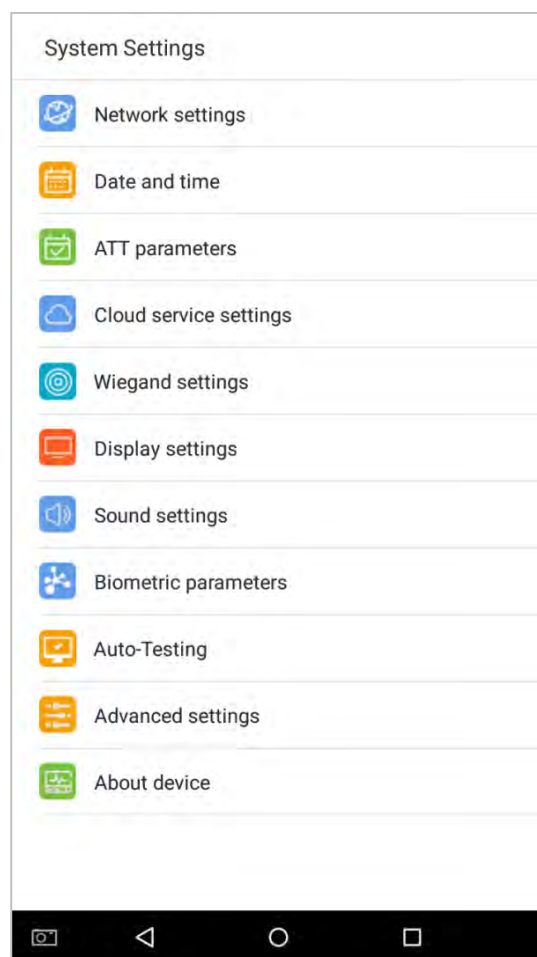 System Settings
Network settings
Date and time
ATT parameters
Cloud service settings
Wiegand settings
Display settings
Sound settings
Biometric parameters
Auto-Testing
Advanced settings
About device